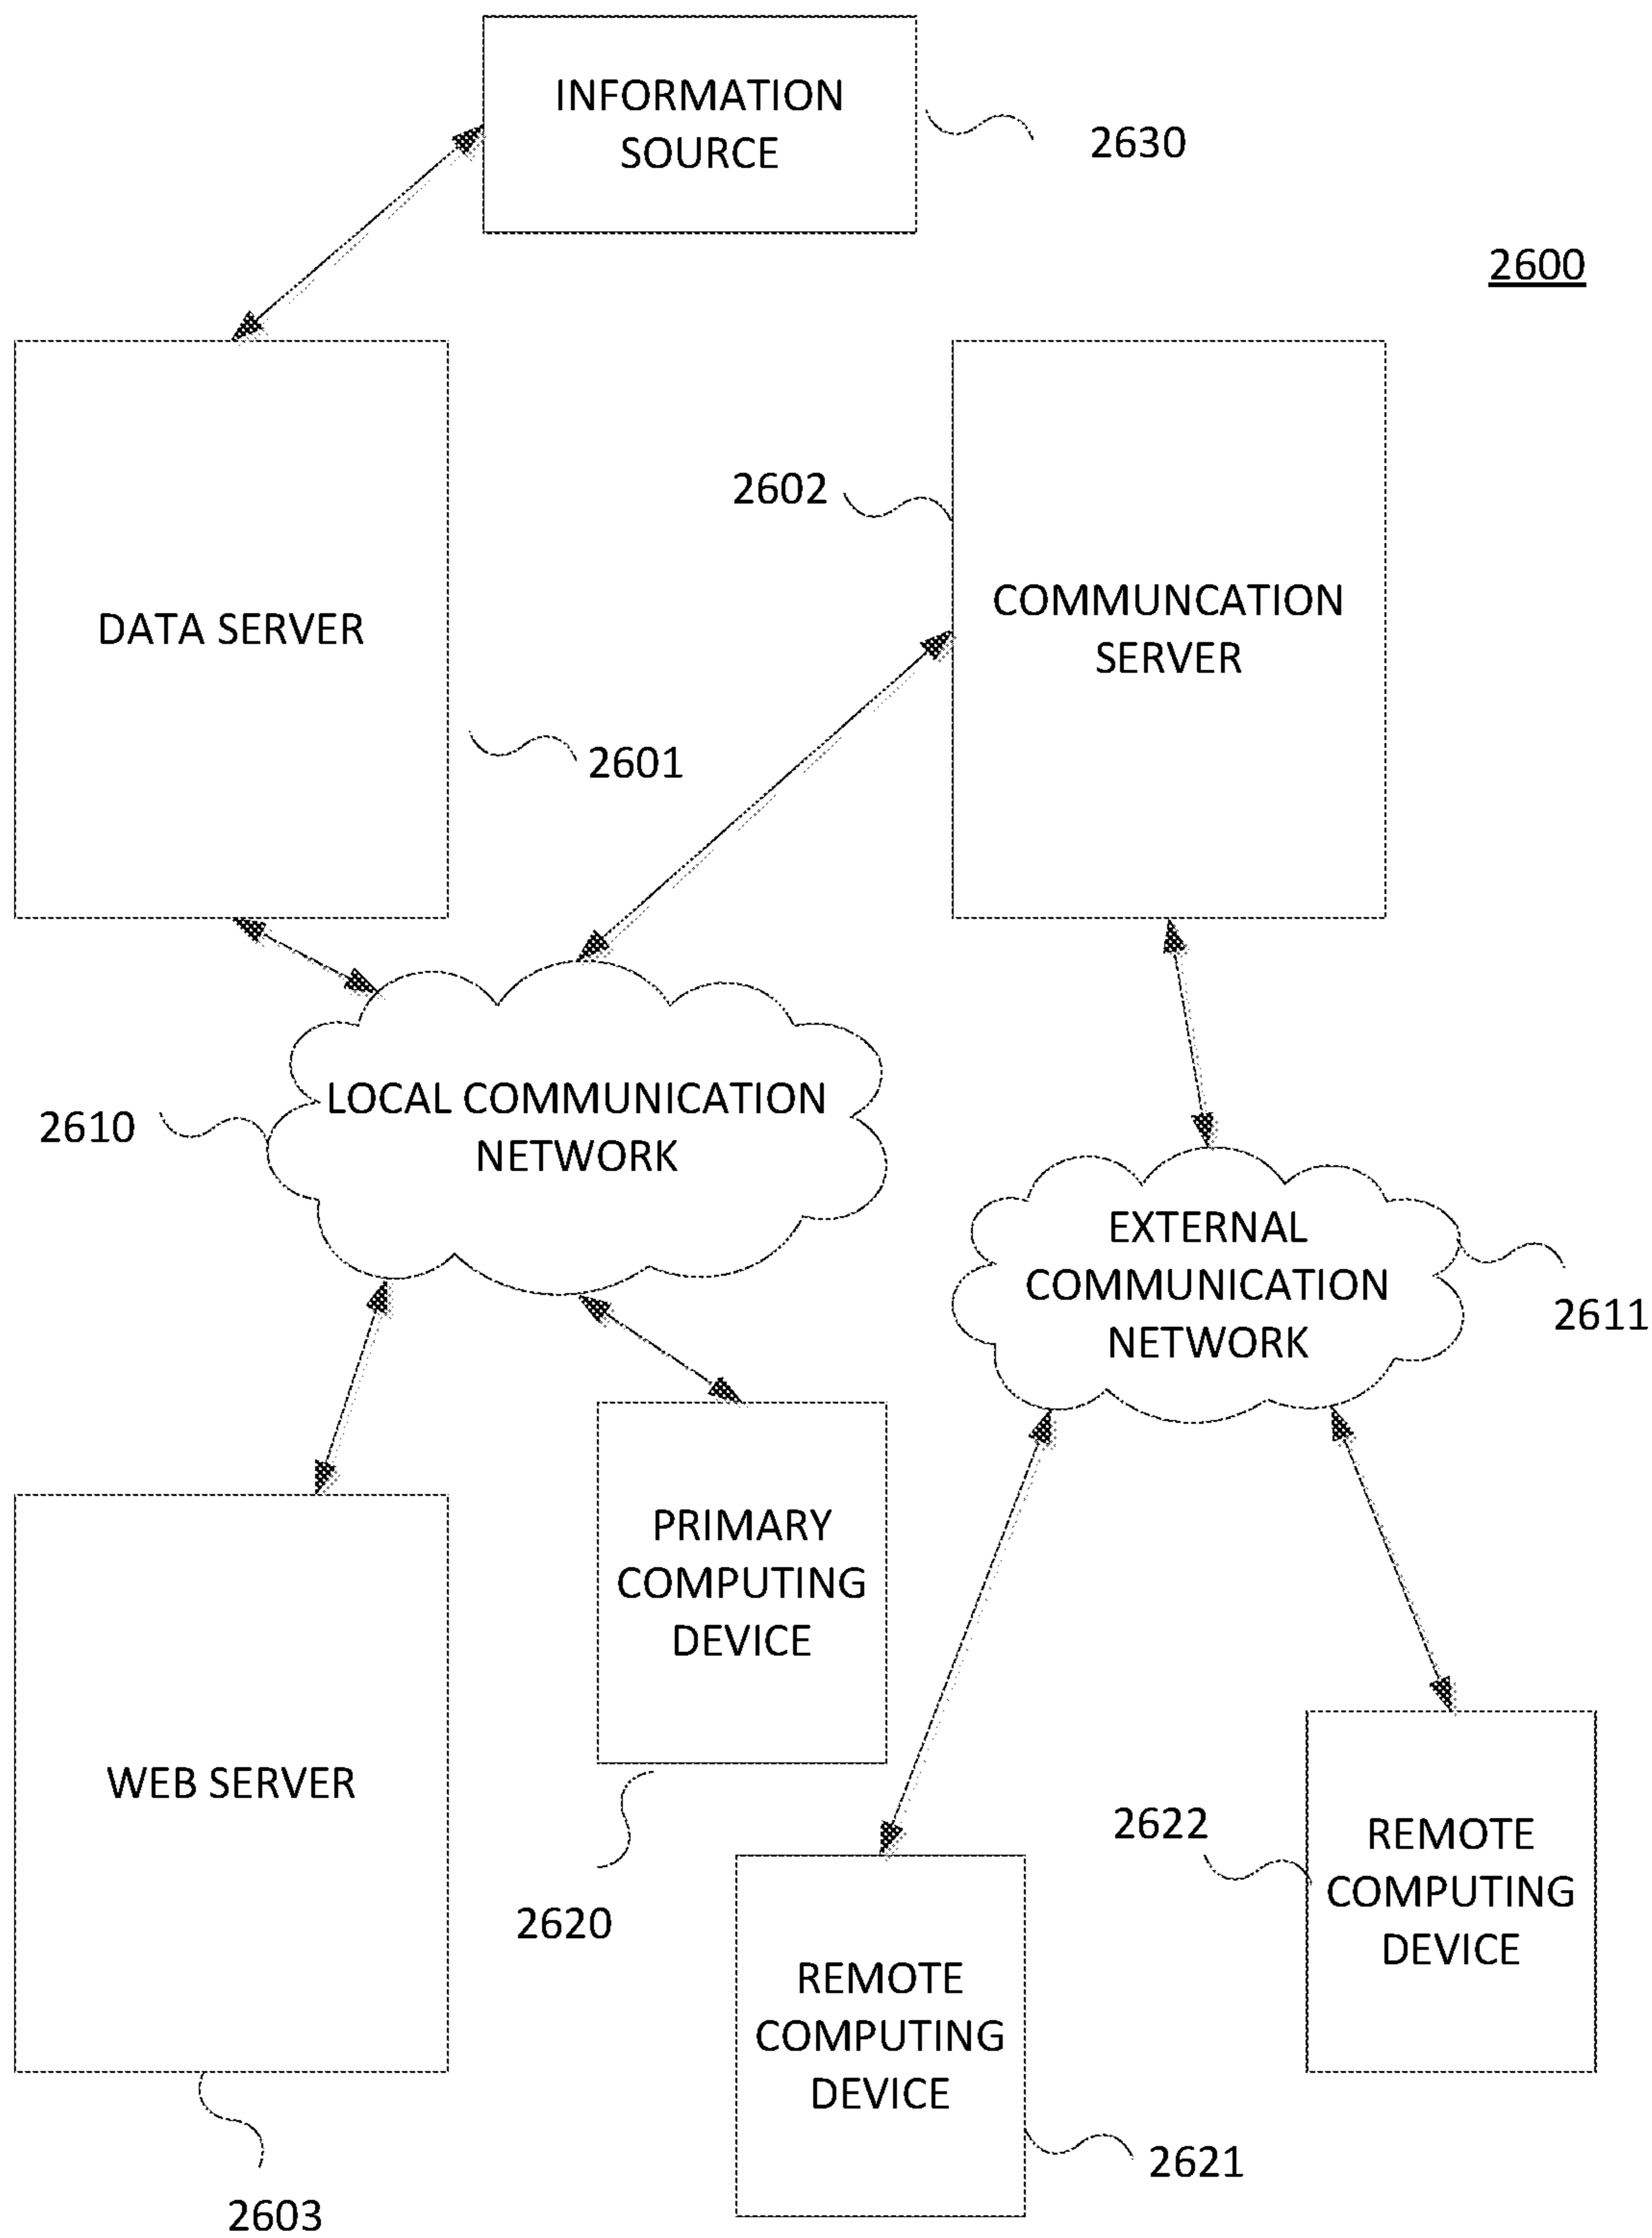 INFORMATION
SOURCE
2630
2600
2602
DATA SERVER
COMMUNCATION
SERVER
2601
LOCAL COMMUNICATION
NETWORK
2610
EXTERNAL
COMMUNICATION
NETWORK
2611
PRIMARY
COMPUTING
DEVICE
WEB SERVER
2622
REMOTE
COMPUTING
DEVICE
2620
REMOTE
COMPUTING
DEVICE
2621
2603